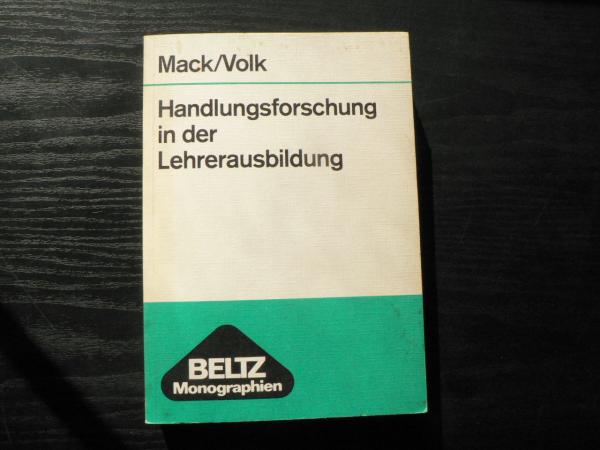 Mack/Volk
Handlungsforschung
in der
Lehrerausbildung
BELTZ
Monographien